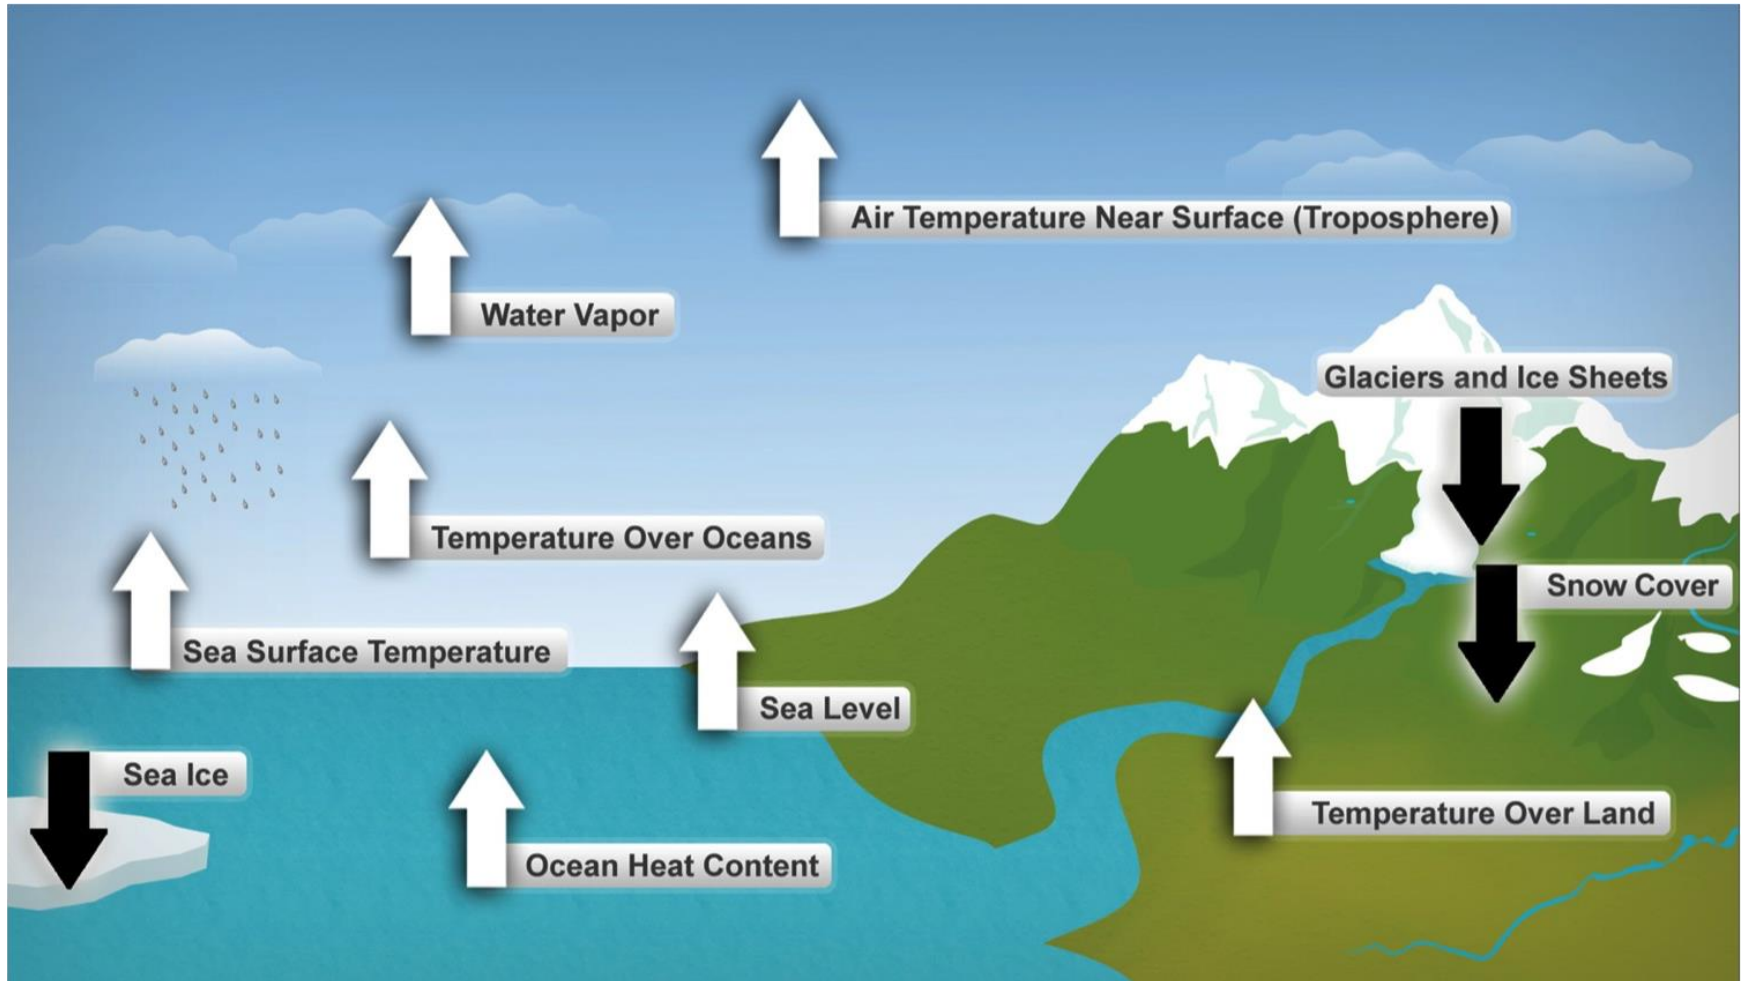 Air Temperature Near Surface (Troposphere)
Water Vapor
Glaciers and Ice Sheets
Temperature Over Oceans
Snow Cover
Sea Surface Temperature
Sea Level
Sea Ice
Temperature Over Land
Ocean Heat Content